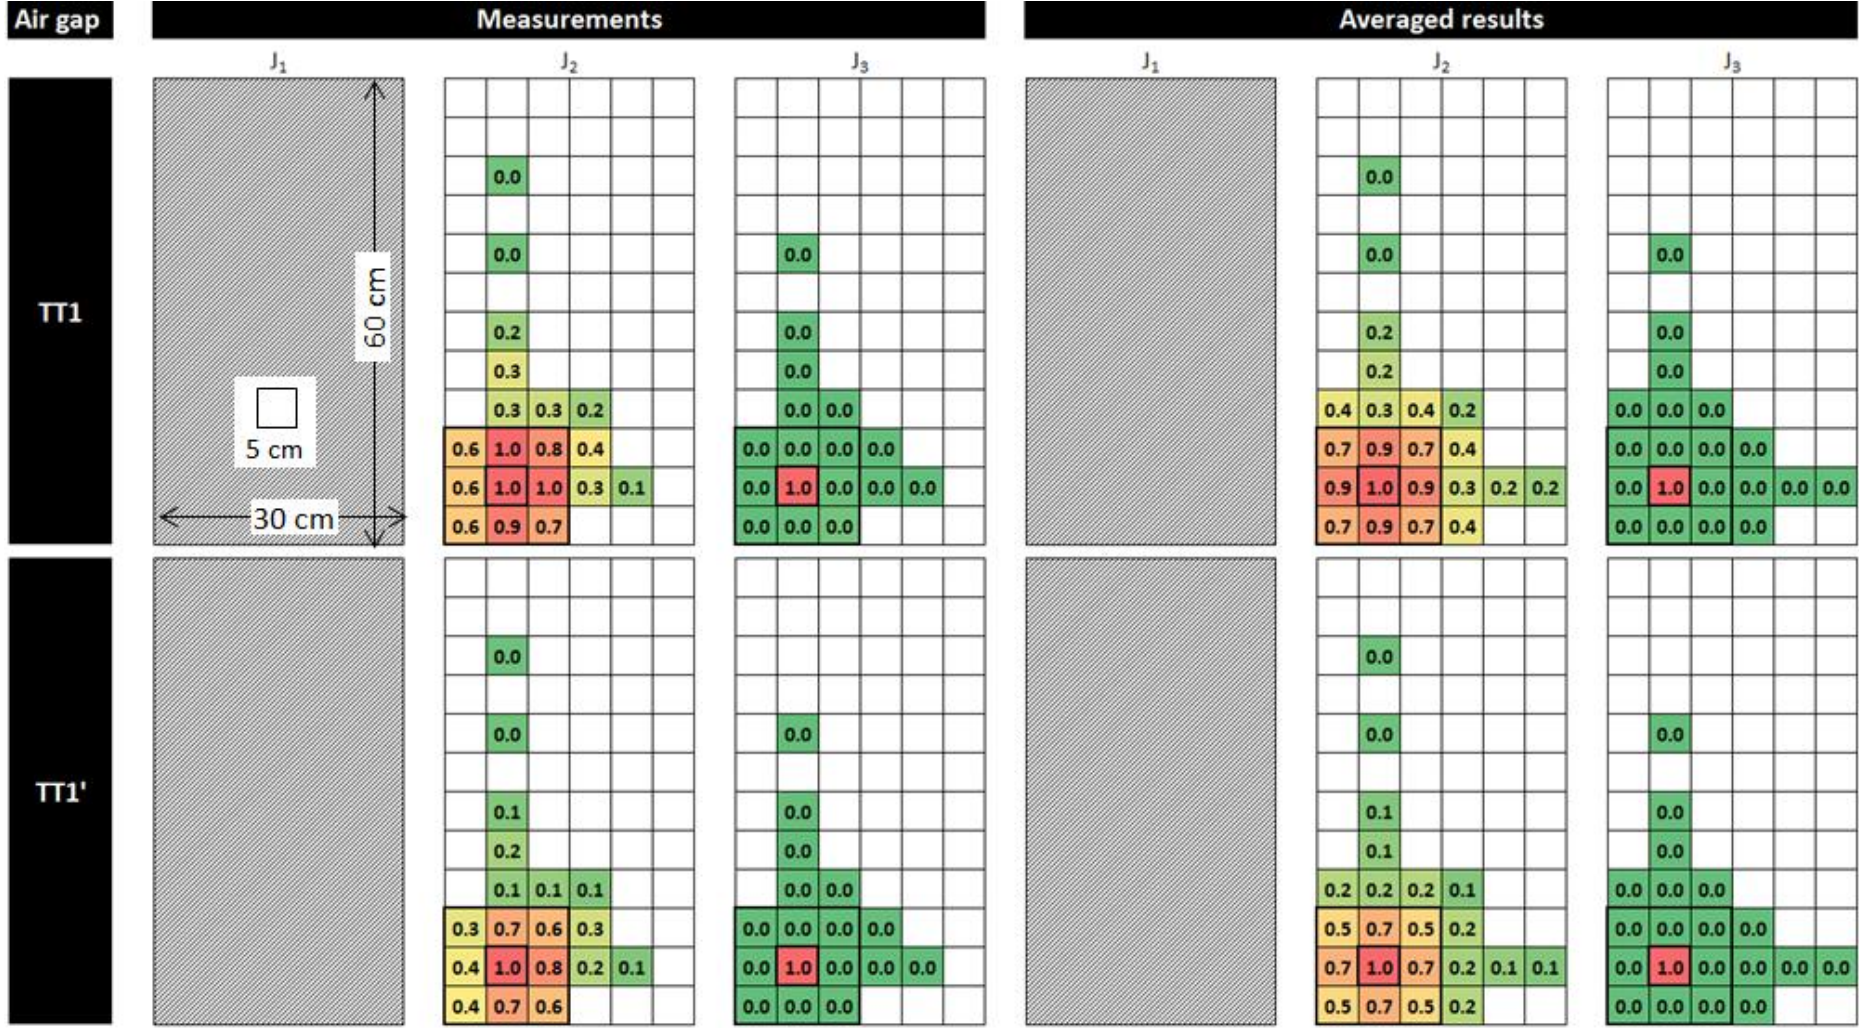 Air gap Measurements Averaged results
J1 J2 J3 J1 J2 J3
0.0 0.0
TT1
60 cm
5 cm
30 cm
0.0 0.0 0.0 0.0
0.2 0.0 0.2 0.0
0.3 0.0 0.2 0.0
0.3 0.3 0.2 0.0 0.0 0.4 0.3 0.4 0.2 0.0 0.0 0.0
0.6 1.0 0.8 0.4 0.0 0.0 0.0 0.0 0.7 0.9 0.7 0.4 0.0 0.0 0.0 0.0
0.6 1.0 1.0 0.3 0.1 0.0 1.0 0.0 0.0 0.0 0.9 1.0 0.9 0.3 0.2 0.2 0.0 1.0 0.0 0.0 0.0 0.0
0.6 0.9 0.7 0.0 0.0 0.0 0.7 0.9 0.7 0.4 0.0 0.0 0.0 0.0
TT1'
0.0 0.0
0.0 0.0 0.0 0.0
0.1 0.0 0.1 0.0
0.2 0.0 0.1 0.0
0.1 0.1 0.1 0.0 0.0 0.2 0.2 0.2 0.1 0.0 0.0 0.0
0.3 0.7 0.6 0.3 0.0 0.0 0.0 0.0 0.5 0.7 0.5 0.2 0.0 0.0 0.0 0.0
0.4 1.0 0.8 0.2 0.1 0.0 1.0 0.0 0.0 0.0 0.7 1.0 0.7 0.2 0.1 0.1 0.0 1.0 0.0 0.0 0.0 0.0
0.4 0.7 0.6 0.0 0.0 0.0 0.5 0.7 0.5 0.2 0.0 0.0 0.0 0.0